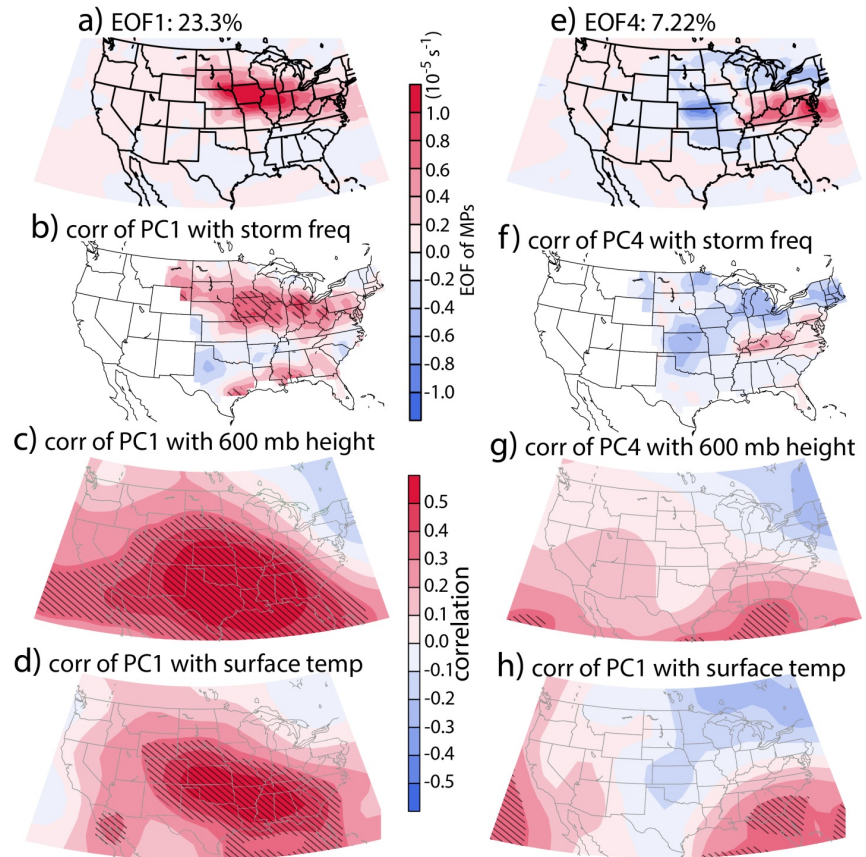 a) EOF1: 23.3%
e) EOF4: 7.22%
(10⁻⁵ s⁻¹)
1.0
0.8
0.6
0.4
0.2
0.0
-0.2
-0.4
-0.6
-0.8
-1.0
EOF of MPs
b) corr of PC1 with storm freq
f) corr of PC4 with storm freq
c) corr of PC1 with 600 mb height
g) corr of PC4 with 600 mb height
0.5
0.4
0.3
0.2
0.1
0.0
-0.1
-0.2
-0.3
-0.4
-0.5
correlation
d) corr of PC1 with surface temp
h) corr of PC1 with surface temp